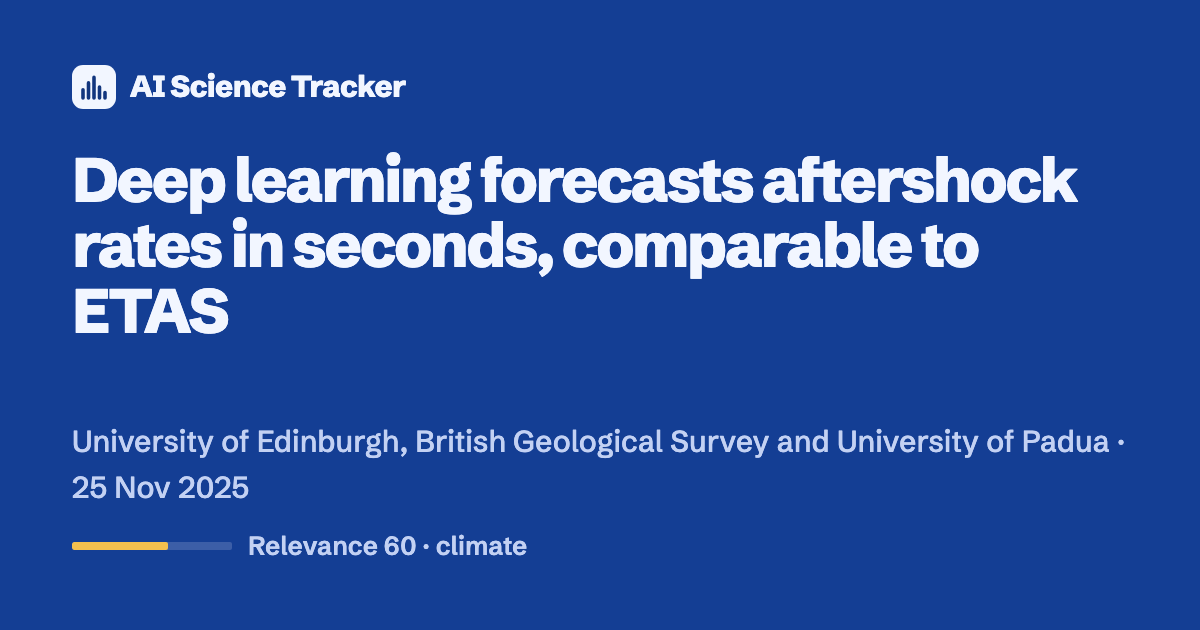 AI Science Tracker
Deep learning forecasts aftershock
rates in seconds, comparable to
ETAS
University of Edinburgh, British Geological Survey and University of Padua ·
25 Nov 2025
Relevance 60 · climate